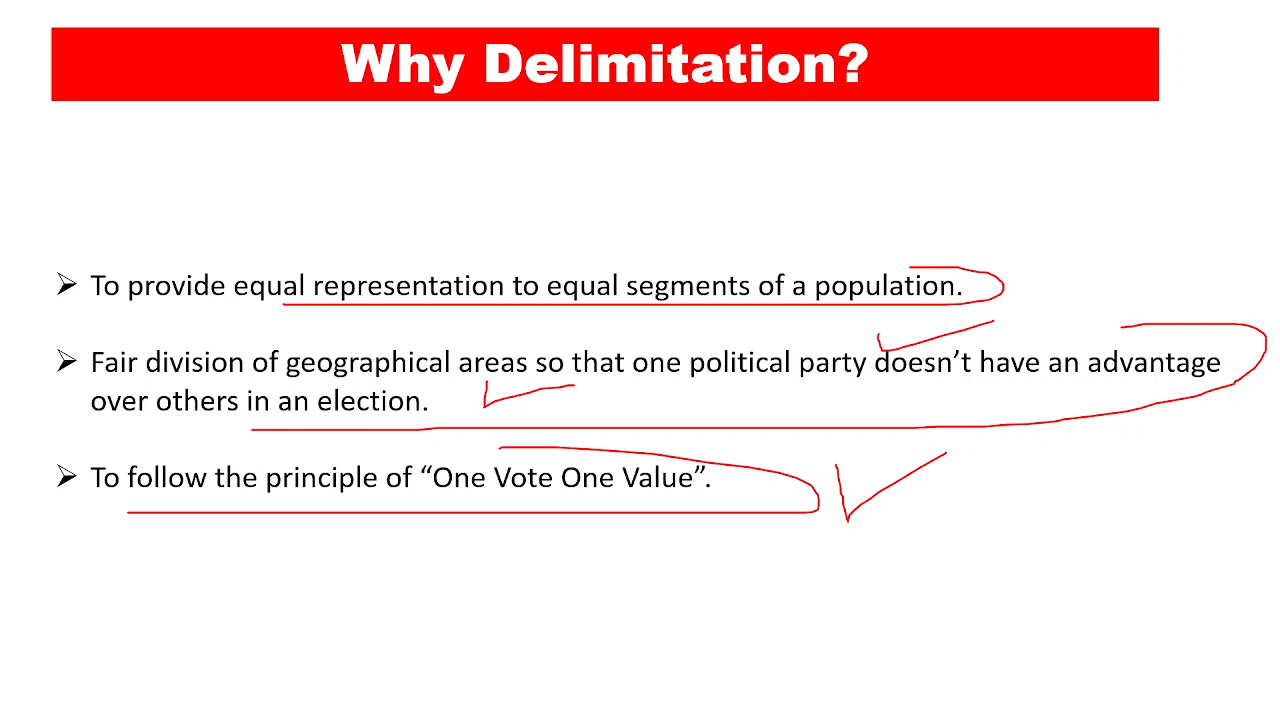 Why Delimitation?
➢ To provide equal representation to equal segments of a population.
➢ Fair division of geographical areas so that one political party doesn’t have an advantage
over others in an election.
➢ To follow the principle of “One Vote One Value”.